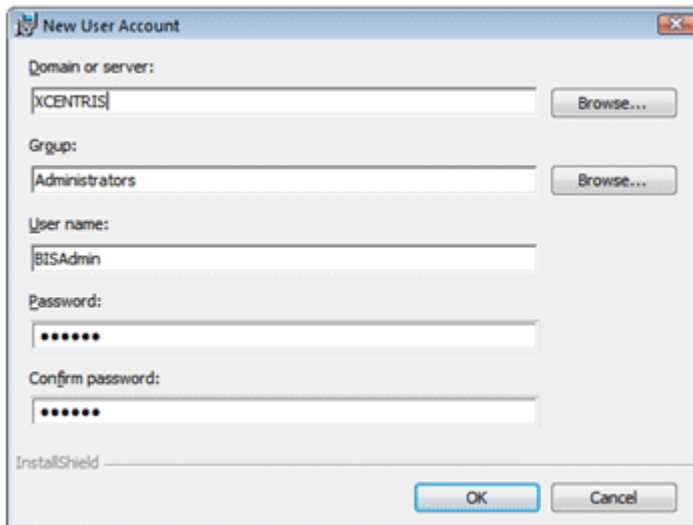 New User Account
Domain or server:
XCENTRIS
Browse...
Group:
Administrators
Browse...
User name:
BISAdmin
Password:
●●●●●●
Confirm password:
●●●●●●
InstallShield
OK
Cancel